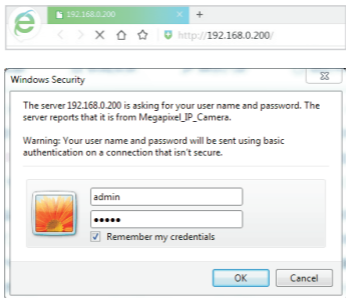 192.168.0.200
http://192.168.0.200/
Windows Security
The server 192.168.0.200 is asking for your user name and password. The
server reports that it is from Megapixel_IP_Camera.
Warning: Your user name and password will be sent using basic
authentication on a connection that isn't secure.
admin
•••••
Remember my credentials
OK Cancel